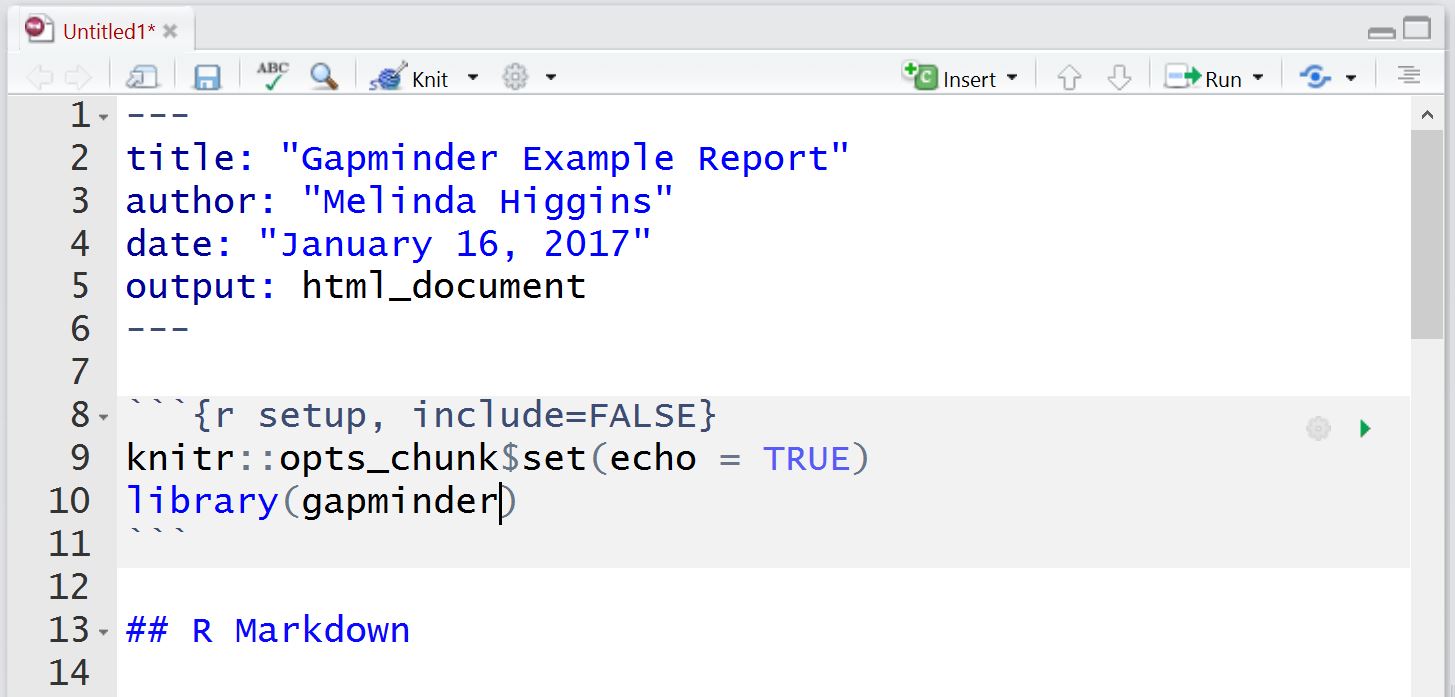 Untitled1*
ABC Knit Insert Run
1 ---
2 title: "Gapminder Example Report"
3 author: "Melinda Higgins"
4 date: "January 16, 2017"
5 output: html_document
6 ---
7
8 ```{r setup, include=FALSE}
9 knitr::opts_chunk$set(echo = TRUE)
10 library(gapminder)
11 ```
12
13 ## R Markdown
14